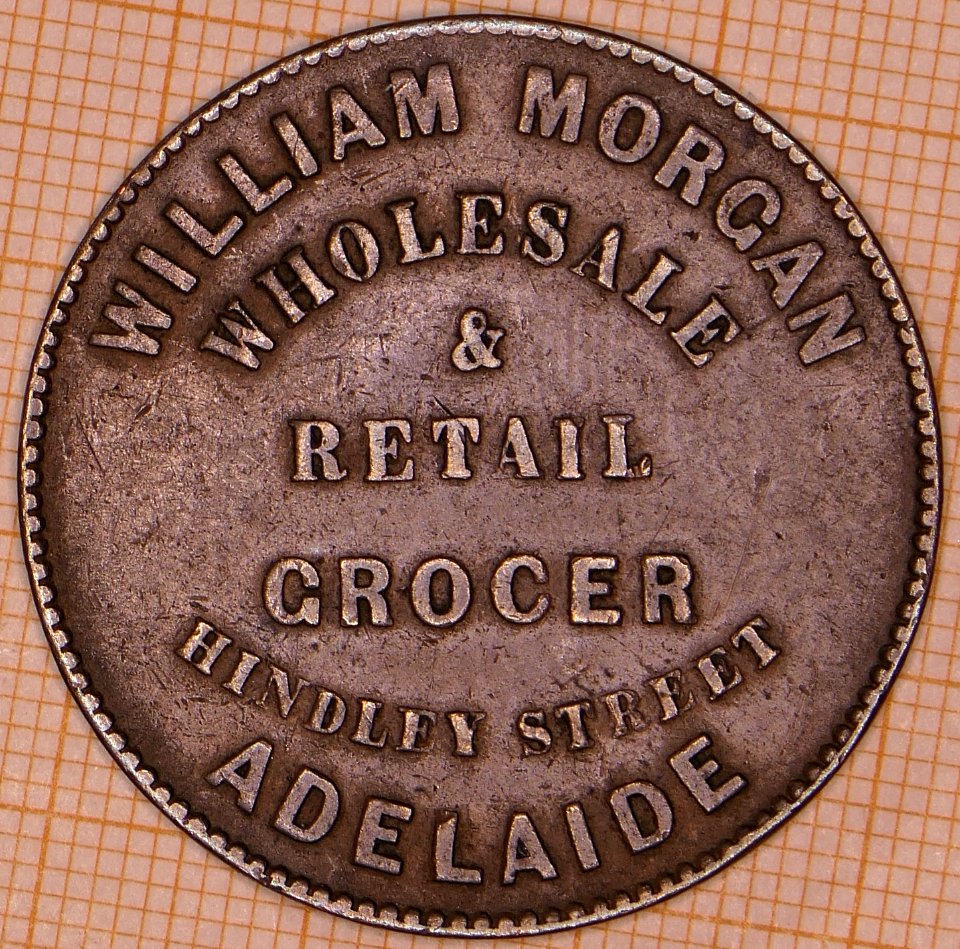 WILLIAM MORGAN
WHOLESALE
&
RETAIL
GROCER
HINDLEY STREET
ADELAIDE